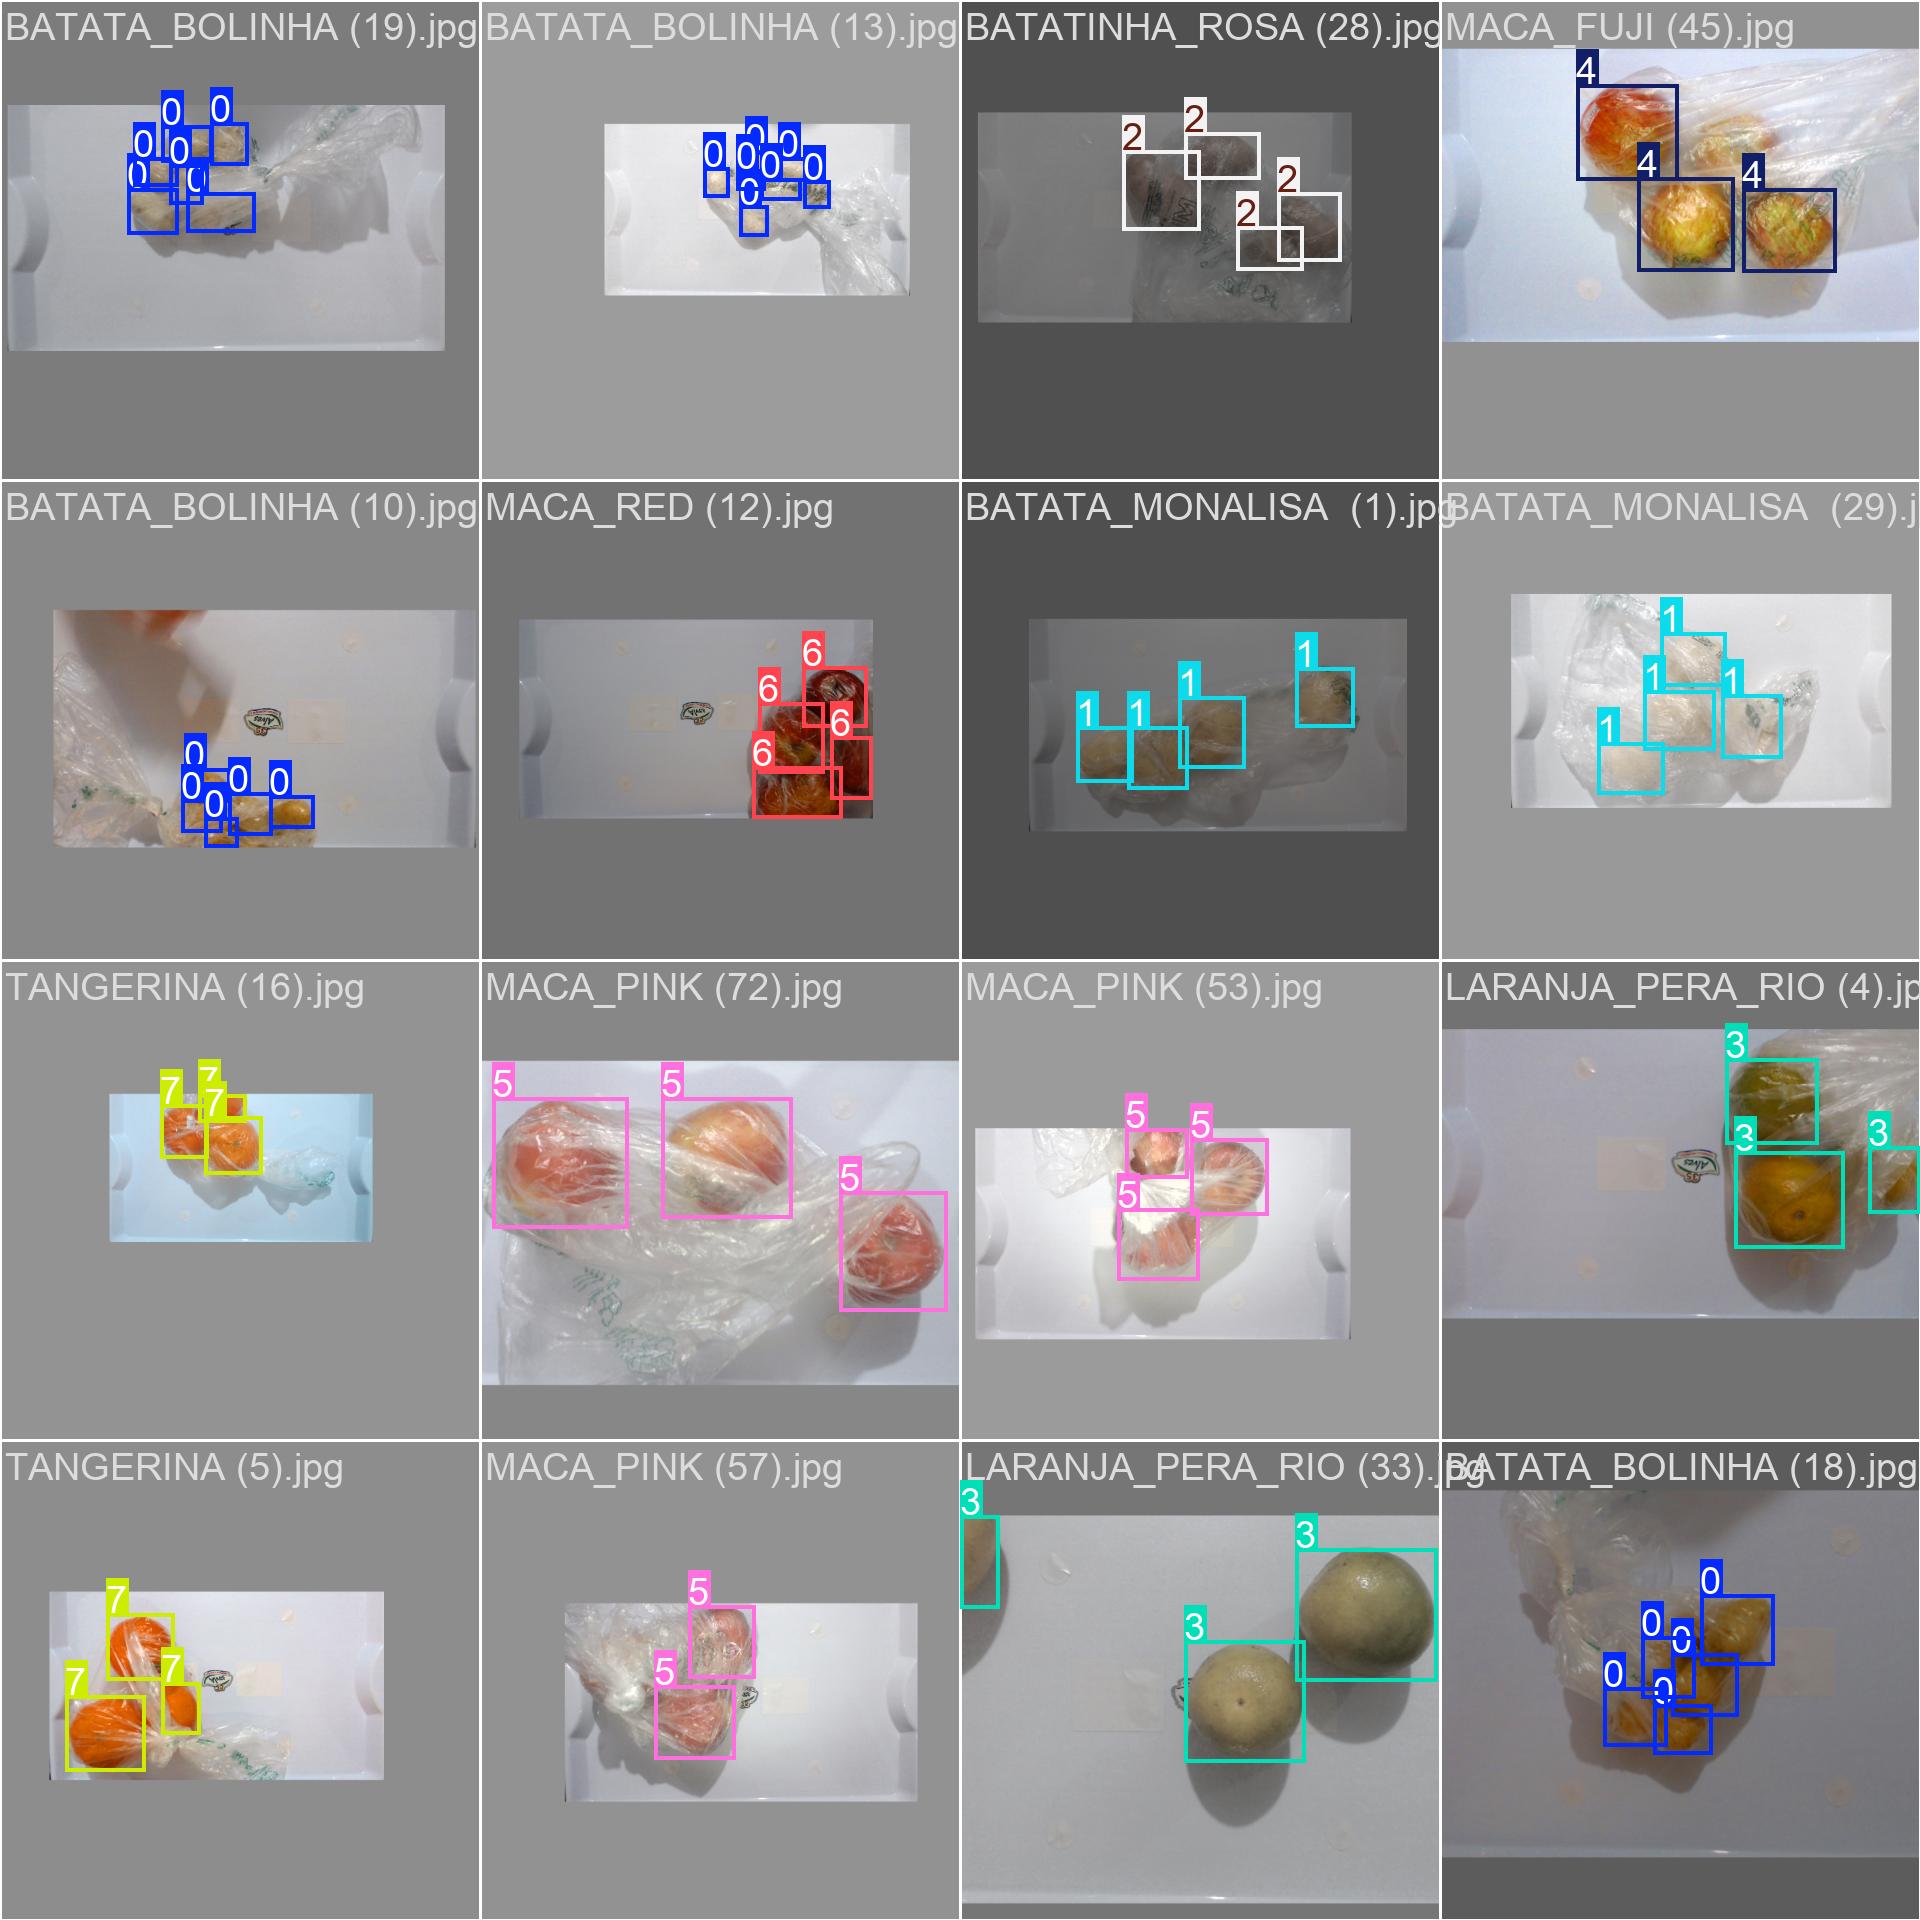 BATATA_BOLINHA (19).jpg
0 0 0 0 0 0
BATATA_BOLINHA (13).jpg
0 0 0 0 0 0 0
BATATINHA_ROSA (28).jpg
2 2 2 2
MACA_FUJI (45).jpg
4 4 4
BATATA_BOLINHA (10).jpg
0 0 0 0 0
MACA_RED (12).jpg
6 6 6 6
BATATA_MONALISA (1).jpg
1 1 1 1
BATATA_MONALISA (29).j
1 1 1 1
TANGERINA (16).jpg
7 7 7
MACA_PINK (72).jpg
5 5 5
MACA_PINK (53).jpg
5 5 5
LARANJA_PERA_RIO (4).jp
3 3 3
Alves
TANGERINA (5).jpg
7 7 7
MACA_PINK (57).jpg
5 5
LARANJA_PERA_RIO (33).jpg
3 3 3
BATATA_BOLINHA (18).jpg
0 0 0 0 0